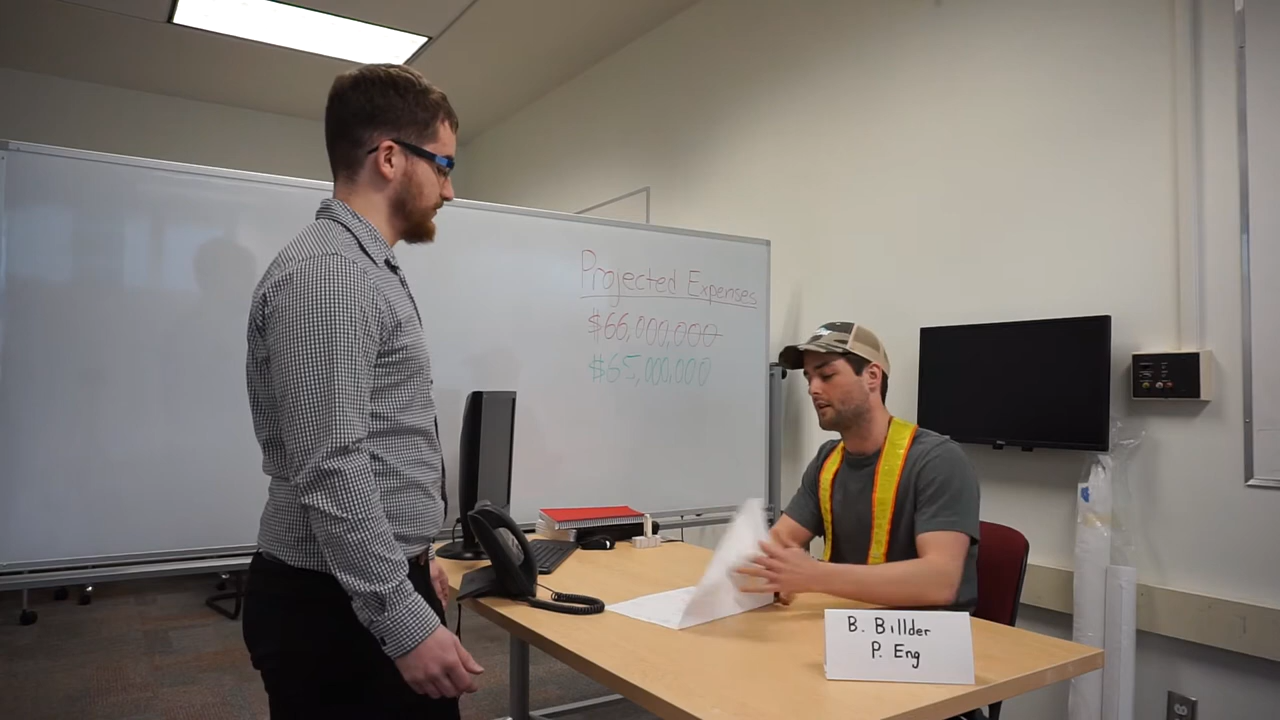 Projected Expenses
$66,000,000
$65,000,000
B. Billder
P. Eng